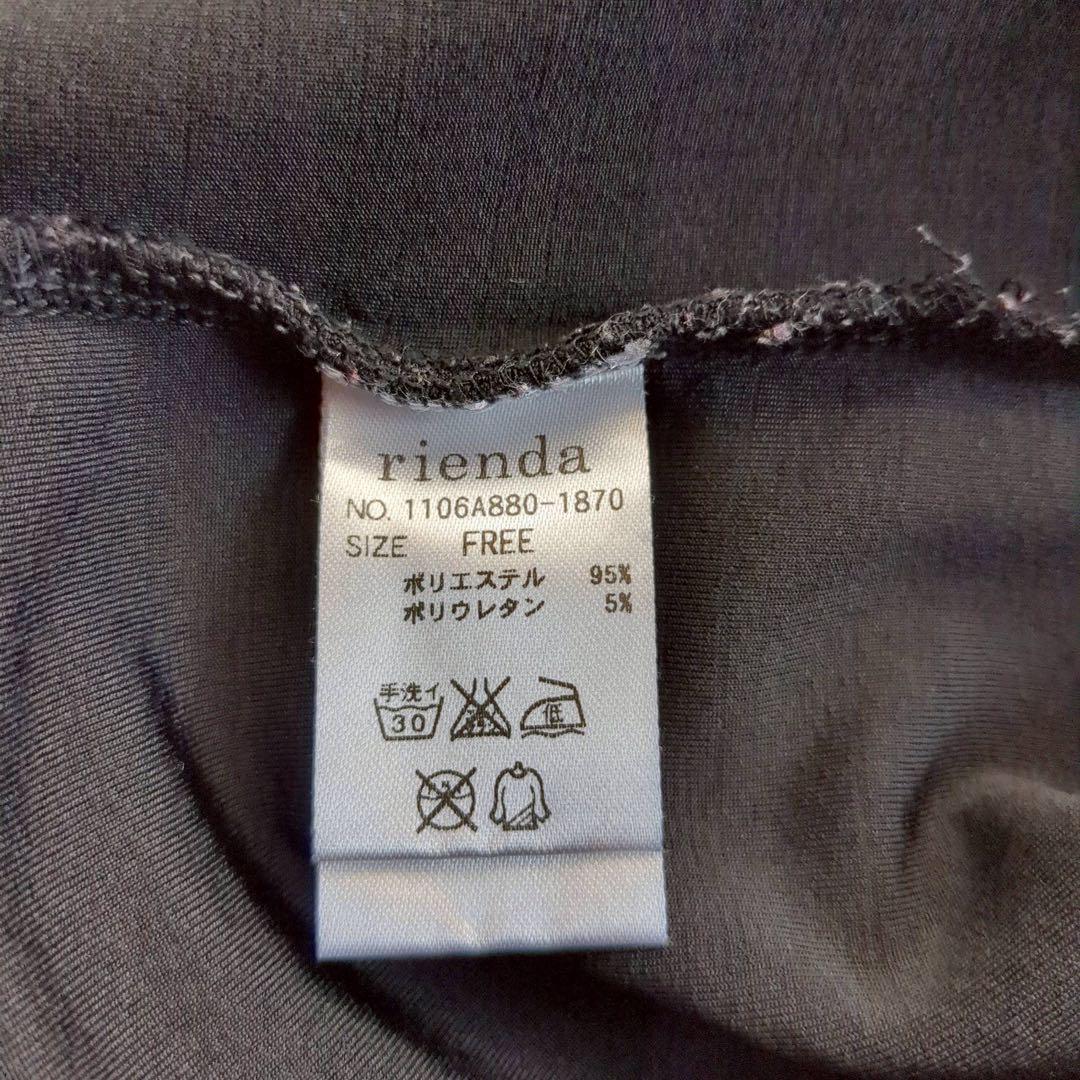 rienda
NO. 1106A880-1870
SIZE FREE
ポリエステル 95%
ポリウレタン 5%
手洗イ
30
低